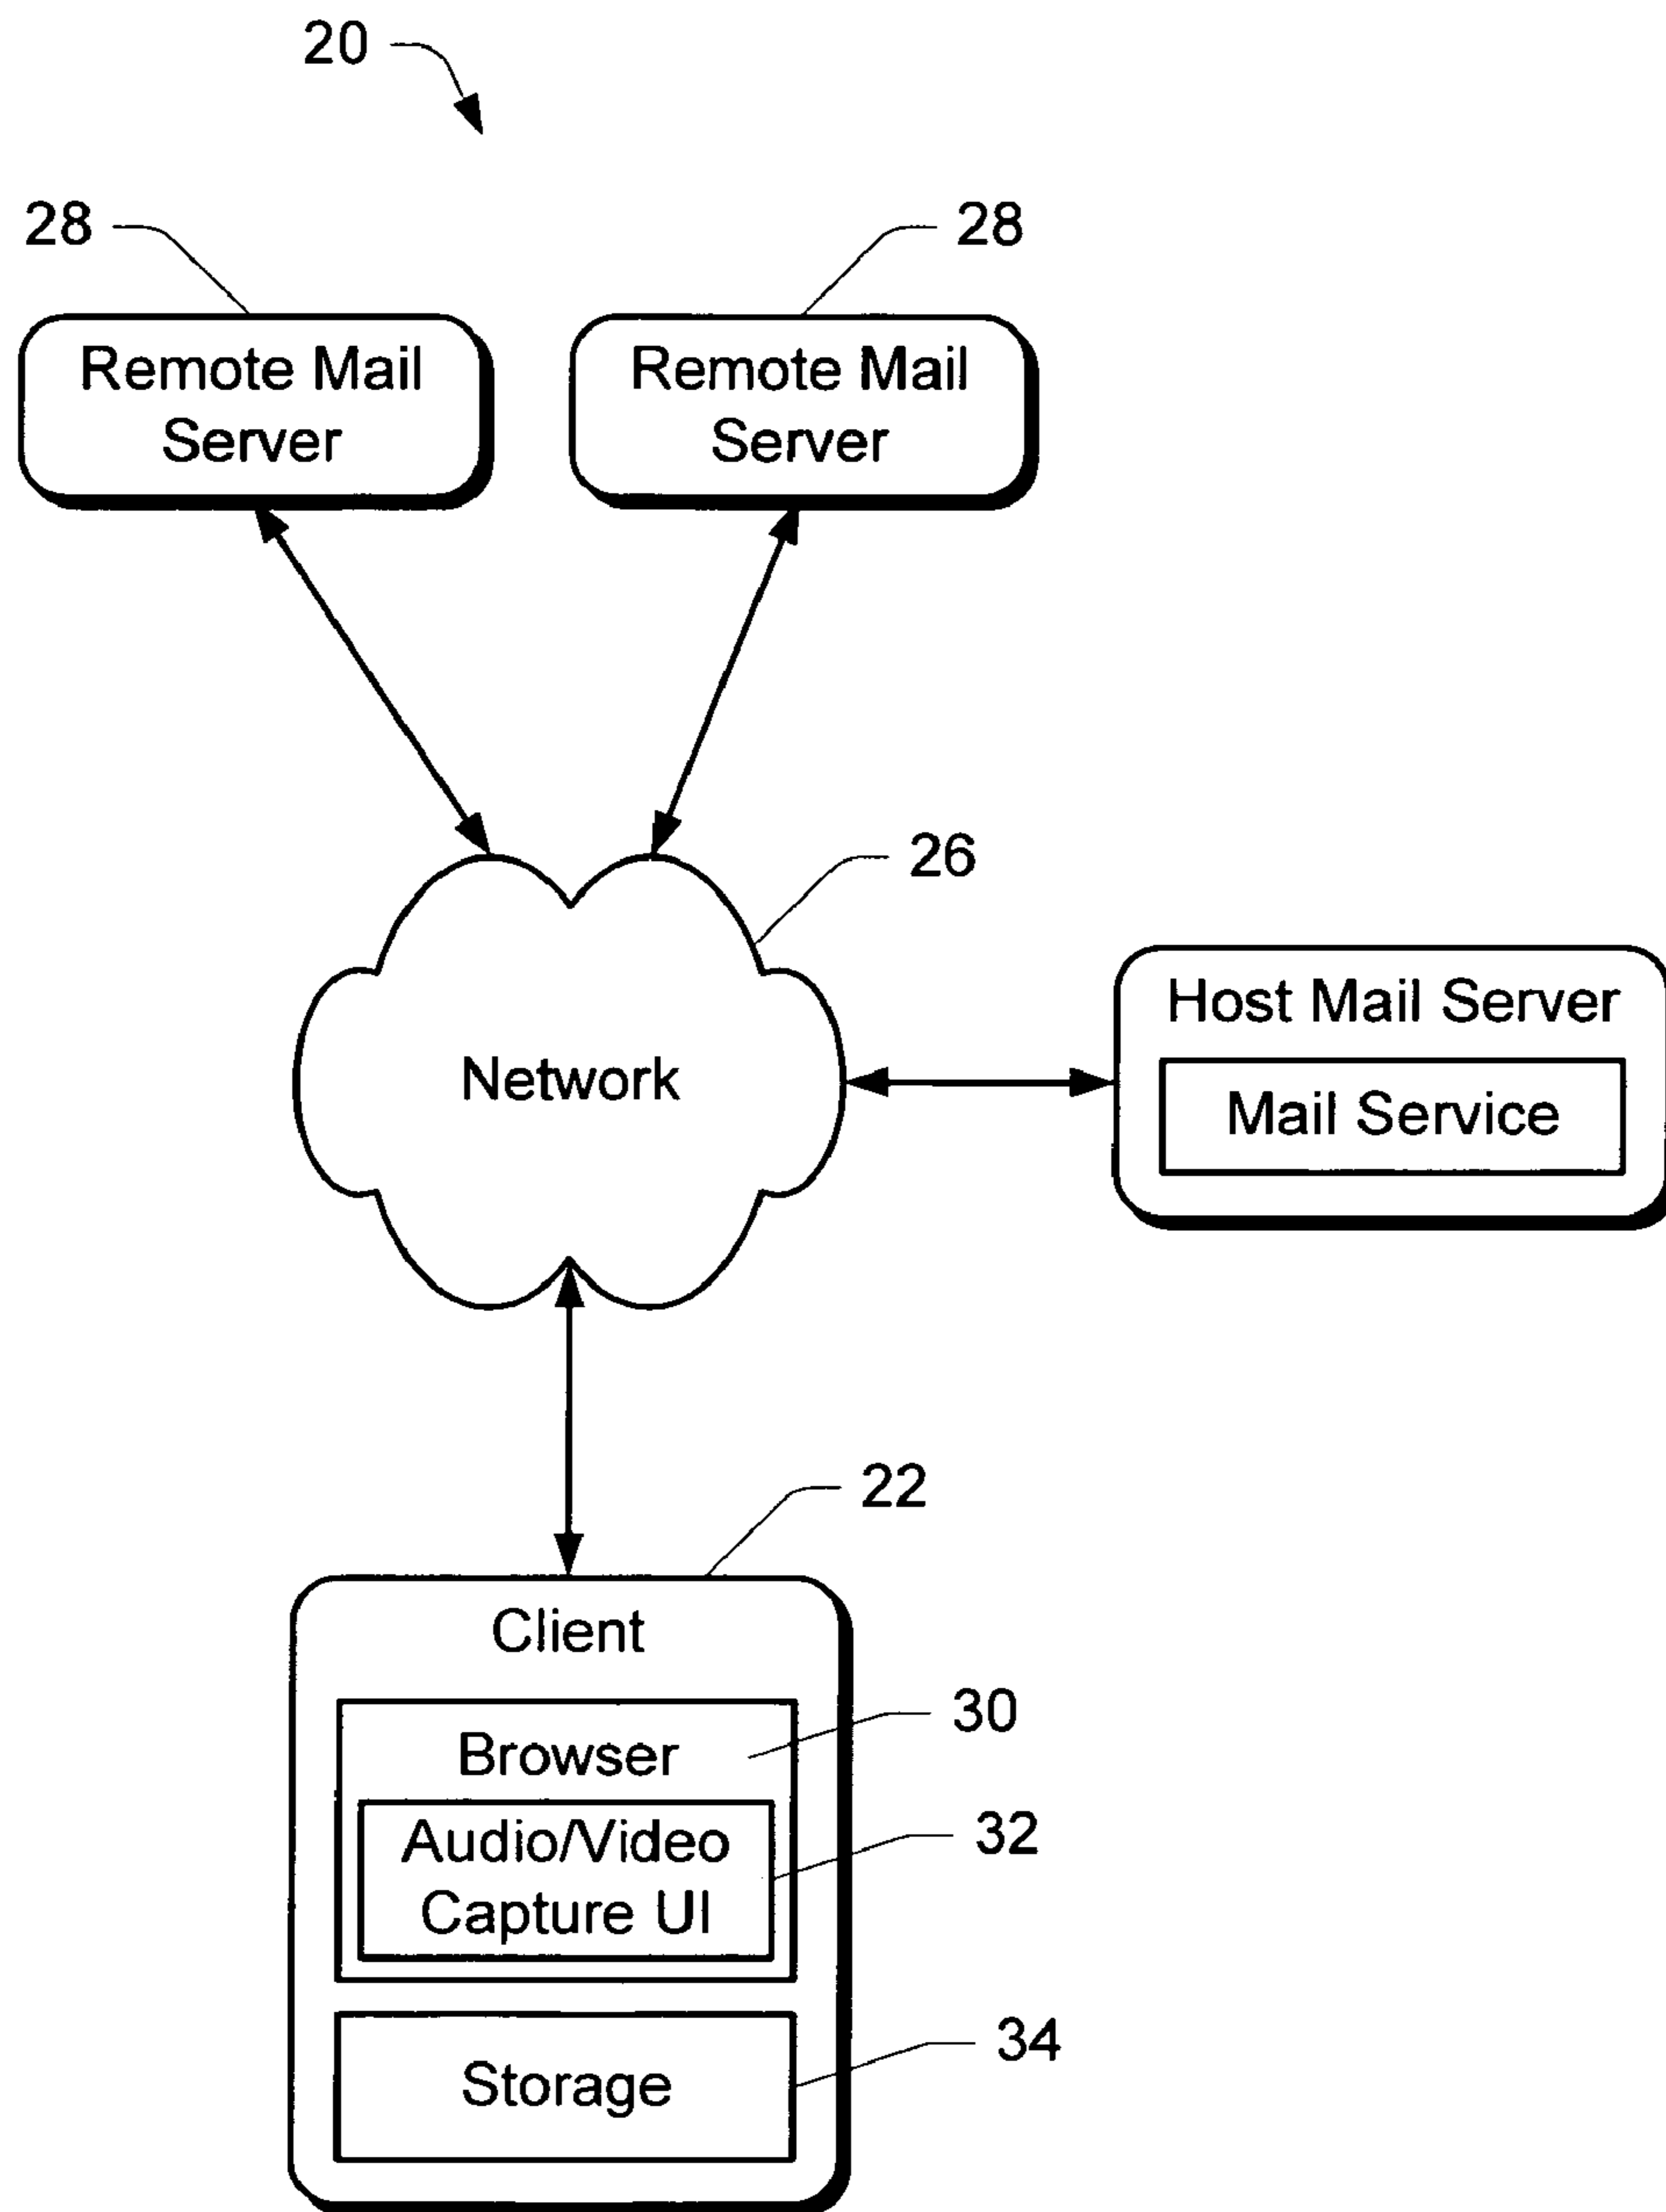 20
28
28
Remote Mail
Server
Remote Mail
Server
26
Host Mail Server
Mail Service
Network
22
Client
30
Browser
Audio/Video
Capture UI
32
34
Storage